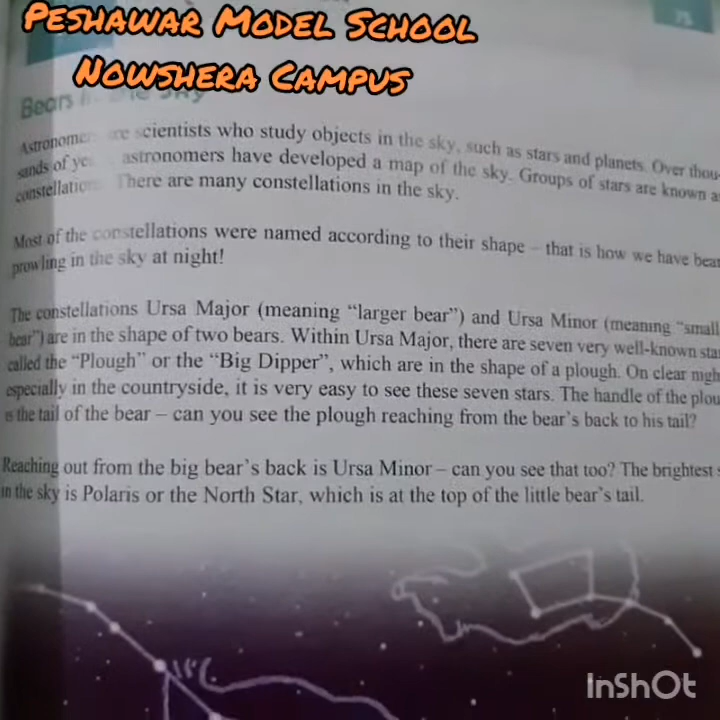 PESHAWAR MODEL SCHOOL
NOWSHERA CAMPUS
75
Bears
scientists who study objects in the sky, such as stars and planets. Over thou-
sands of astronomers have developed a map of the sky. Groups of stars are known a
There are many constellations in the sky.
Most of the constellations were named according to their shape – that is how we have bear
prowling in the sky at night!
The constellations Ursa Major (meaning “larger bear”) and Ursa Minor (meaning “small
bear”) are in the shape of two bears. Within Ursa Major, there are seven very well-known star
called the “Plough” or the “Big Dipper”, which are in the shape of a plough. On clear nigh
especially in the countryside, it is very easy to see these seven stars. The handle of the plou
is the tail of the bear – can you see the plough reaching from the bear’s back to his tail?
Reaching out from the big bear’s back is Ursa Minor – can you see that too? The brightest s
in the sky is Polaris or the North Star, which is at the top of the little bear’s tail.
InShOt